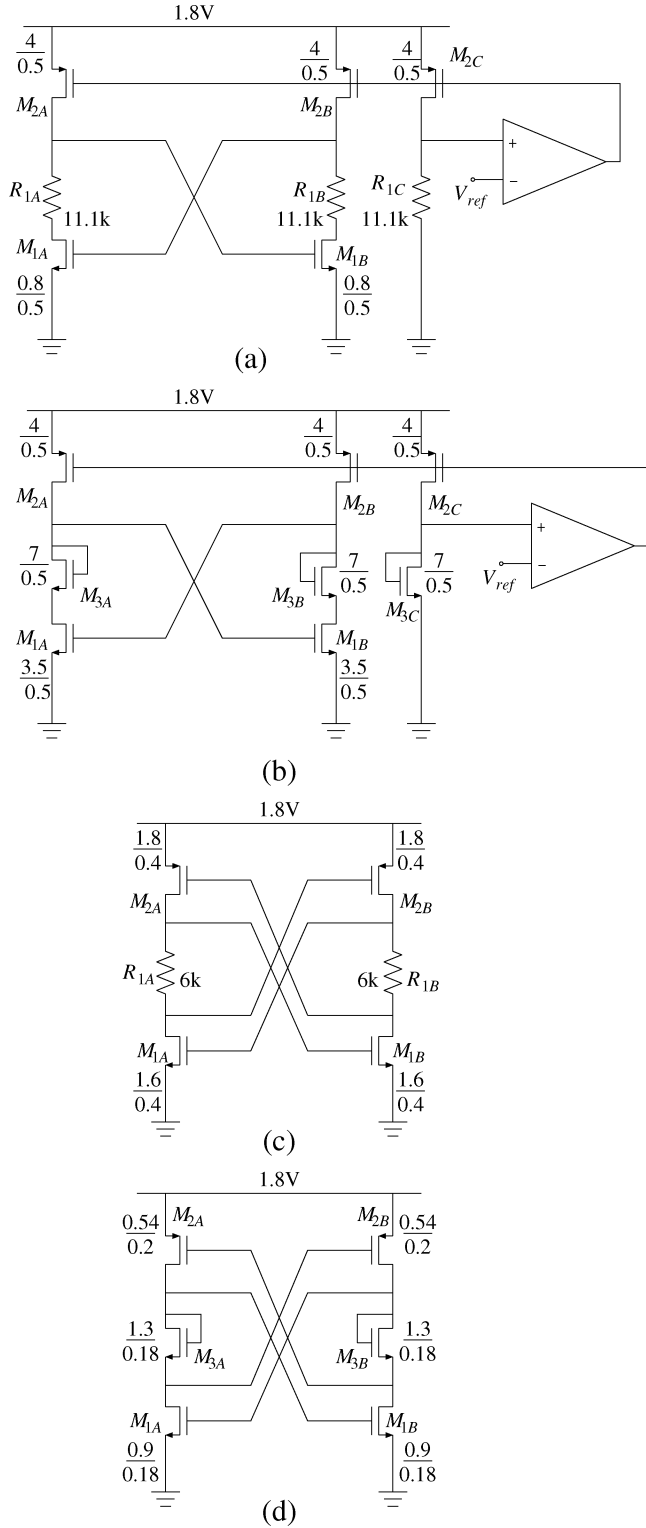 1.8V
4
0.5
M2A
4
0.5
M2B
4
0.5
M2C
R1A
11.1k
R1B
11.1k
R1C
11.1k
+
−
Vref
M1A
0.8
0.5
M1B
0.8
0.5
(a)
1.8V
4
0.5
M2A
4
0.5
M2B
4
0.5
M2C
7
0.5
M3A
7
0.5
M3B
7
0.5
M3C
+
−
Vref
M1A
3.5
0.5
M1B
3.5
0.5
(b)
1.8V
1.8
0.4
M2A
1.8
0.4
M2B
R1A
6k
6k
R1B
M1A
1.6
0.4
M1B
1.6
0.4
(c)
1.8V
M2A
0.54
0.2
M2B
0.54
0.2
1.3
0.18
M3A
1.3
0.18
M3B
M1A
0.9
0.18
M1B
0.9
0.18
(d)